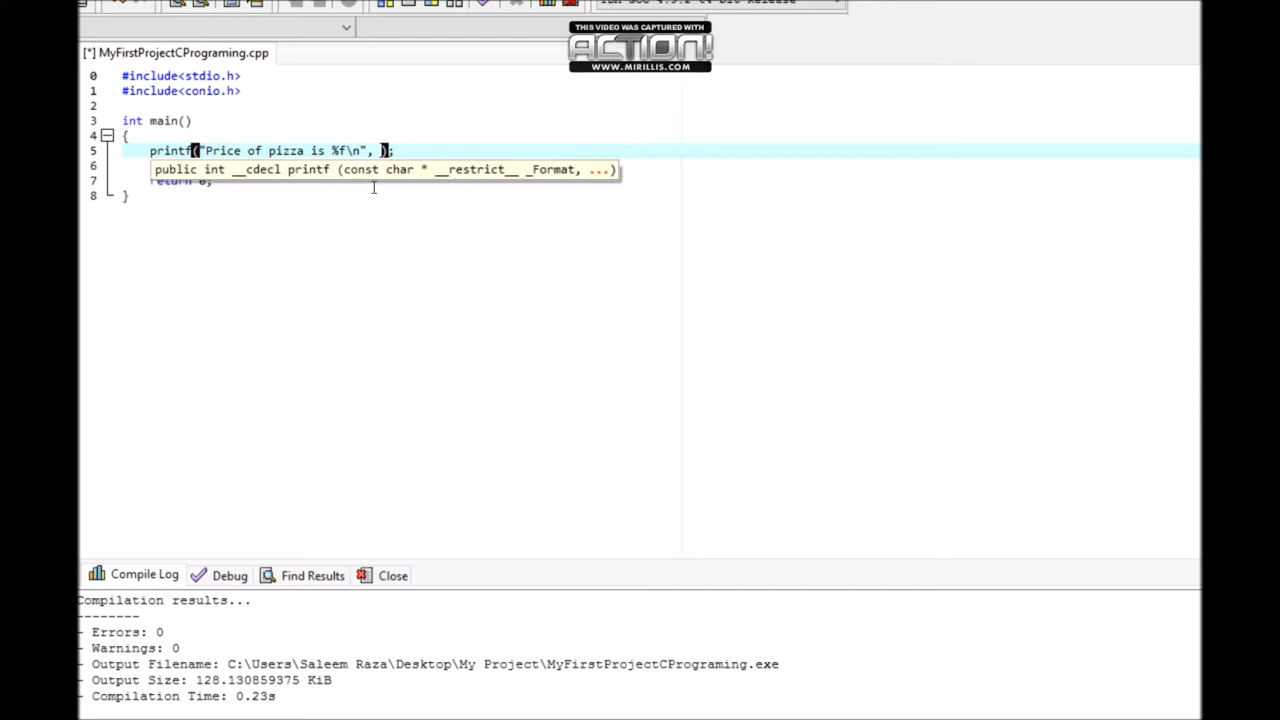 THIS VIDEO WAS CAPTURED WITH
ACTION!
WWW.MIRILLIS.COM
[*] MyFirstProjectCPrograming.cpp
0 #include<stdio.h>
1 #include<conio.h>
2
3 int main()
4 {
5 printf("Price of pizza is %f\n", );
6 public int __cdecl printf (const char * __restrict__ _Format, ...)
7 return 0;
8 }
Compile Log Debug Find Results Close
Compilation results...
--------
- Errors: 0
- Warnings: 0
- Output Filename: C:\Users\Saleem Raza\Desktop\My Project\MyFirstProjectCPrograming.exe
- Output Size: 128.130859375 KiB
- Compilation Time: 0.23s